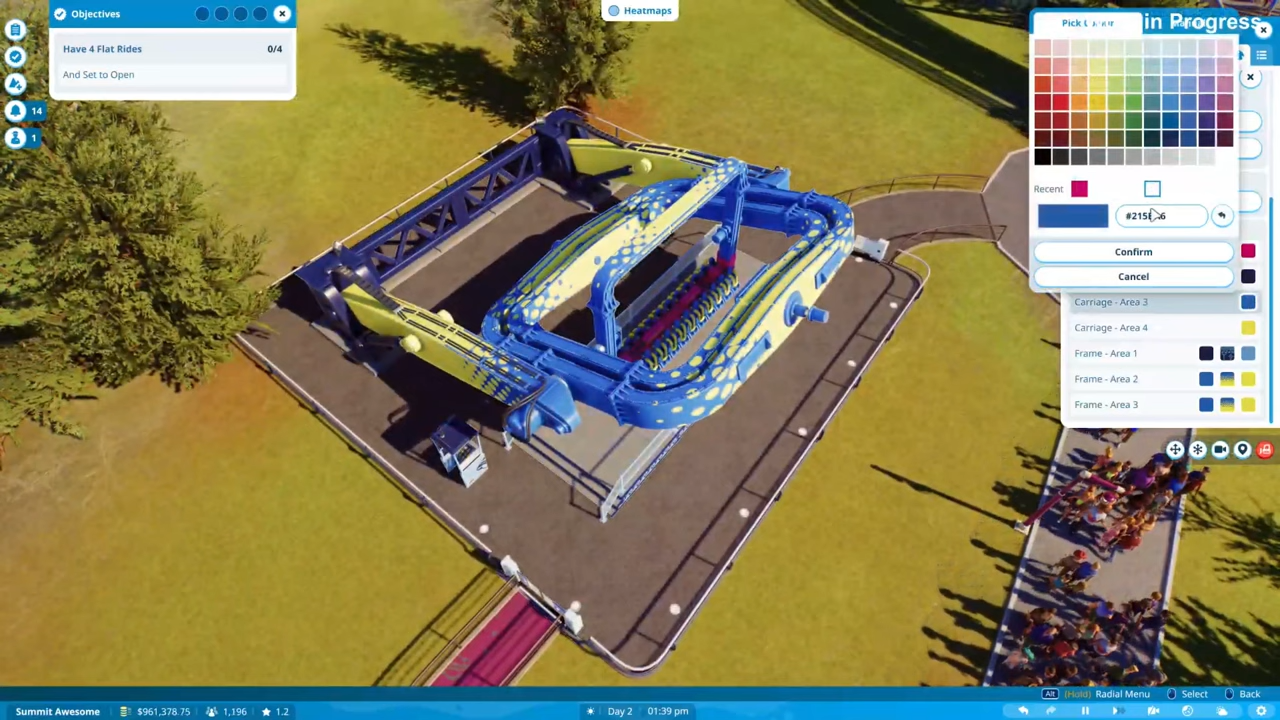 Objectives
Heatmaps
in Progress
Have 4 Flat Rides 0/4
And Set to Open
14
1
Recent
Confirm
Cancel
Carriage - Area 3
Carriage - Area 4
Frame - Area 1
Frame - Area 2
Frame - Area 3
Alt [Hold] Radial Menu Select Back
Summit Awesome $961,378.75 1,196 1.2 Day 2 01:39 pm